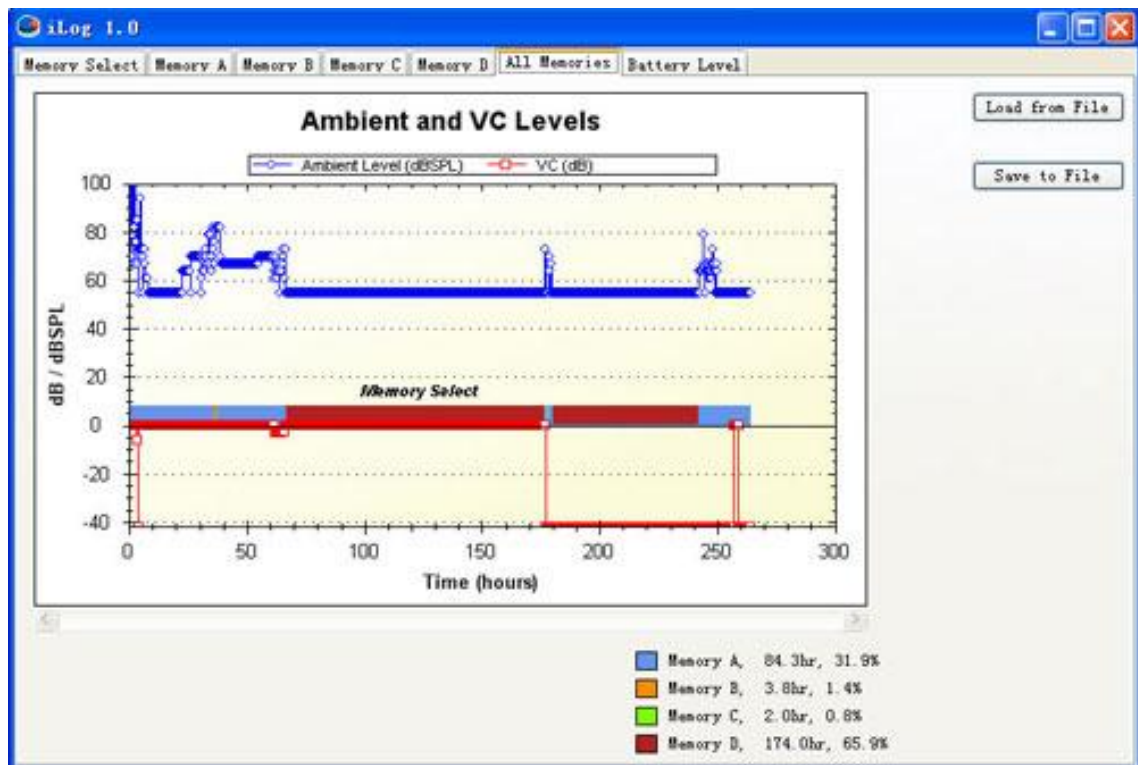 iLog 1.0
Memory Select Memory A Memory B Memory C Memory D All Memories Battery Level
Load from File
Save to File
Ambient and VC Levels
Ambient Level (dBSPL) VC (dB)
dB / dBSPL
100
80
60
40
20
Memory Select
0
-20
-40
0 50 100 150 200 250 300
Time (hours)
Memory A, 84.3hr, 31.9%
Memory B, 3.8hr, 1.4%
Memory C, 2.0hr, 0.8%
Memory D, 174.0hr, 65.9%